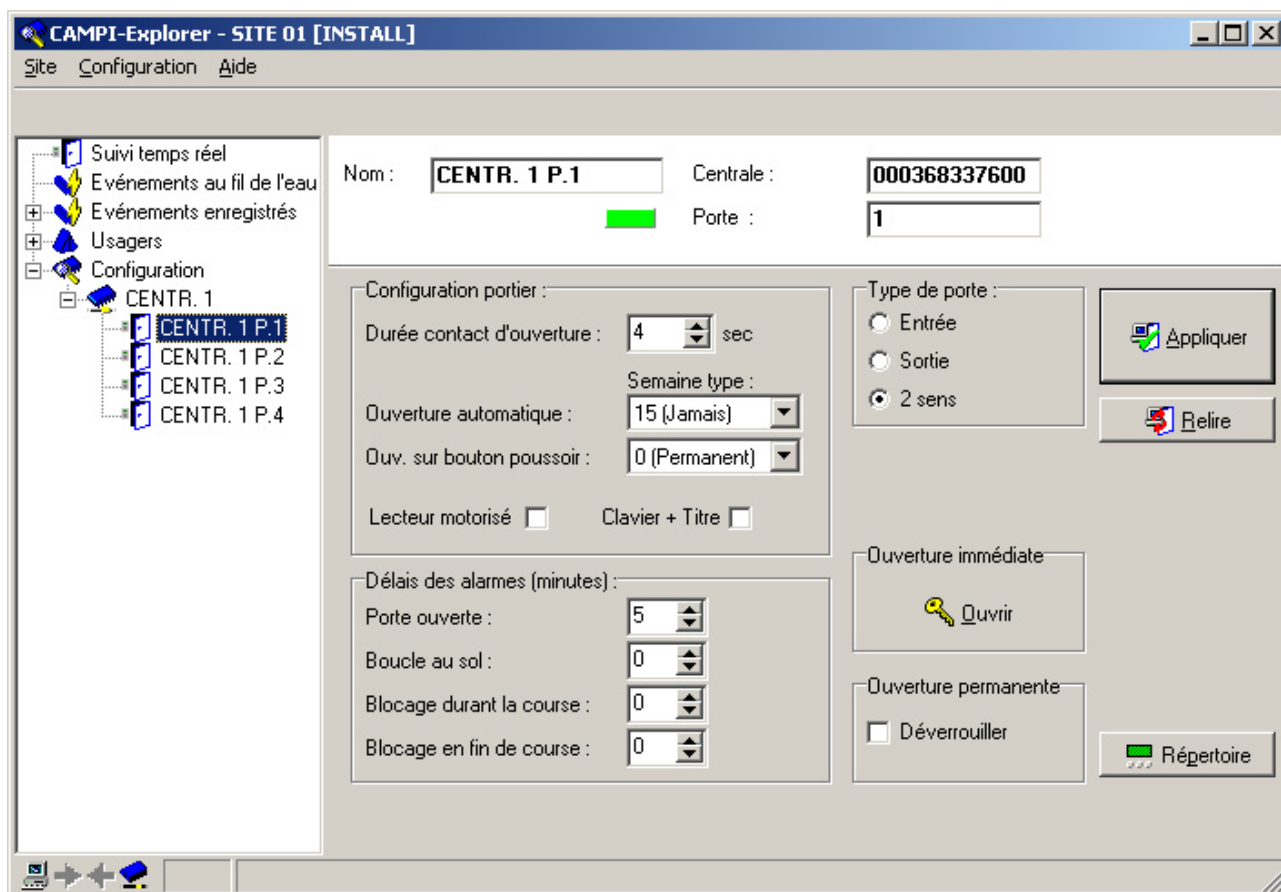 CAMPI-Explorer - SITE 01 [INSTALL]
Site Configuration Aide
Suivi temps réel
Evénements au fil de l'eau
Evénements enregistrés
Usagers
Configuration
CENTR. 1
CENTR. 1 P.1
CENTR. 1 P.2
CENTR. 1 P.3
CENTR. 1 P.4
Nom : CENTR. 1 P.1 Centrale : 000368337600
Porte : 1
Configuration portier :
Durée contact d'ouverture : 4 sec
Semaine type :
Ouverture automatique : 15 (Jamais)
Ouv. sur bouton poussoir : 0 (Permanent)
Lecteur motorisé Clavier + Titre
Délais des alarmes (minutes) :
Porte ouverte : 5
Boucle au sol : 0
Blocage durant la course : 0
Blocage en fin de course : 0
Type de porte :
Entrée
Sortie
2 sens
Ouverture immédiate
Ouvrir
Ouverture permanente
Déverrouiller
Appliquer
Relire
Répertoire